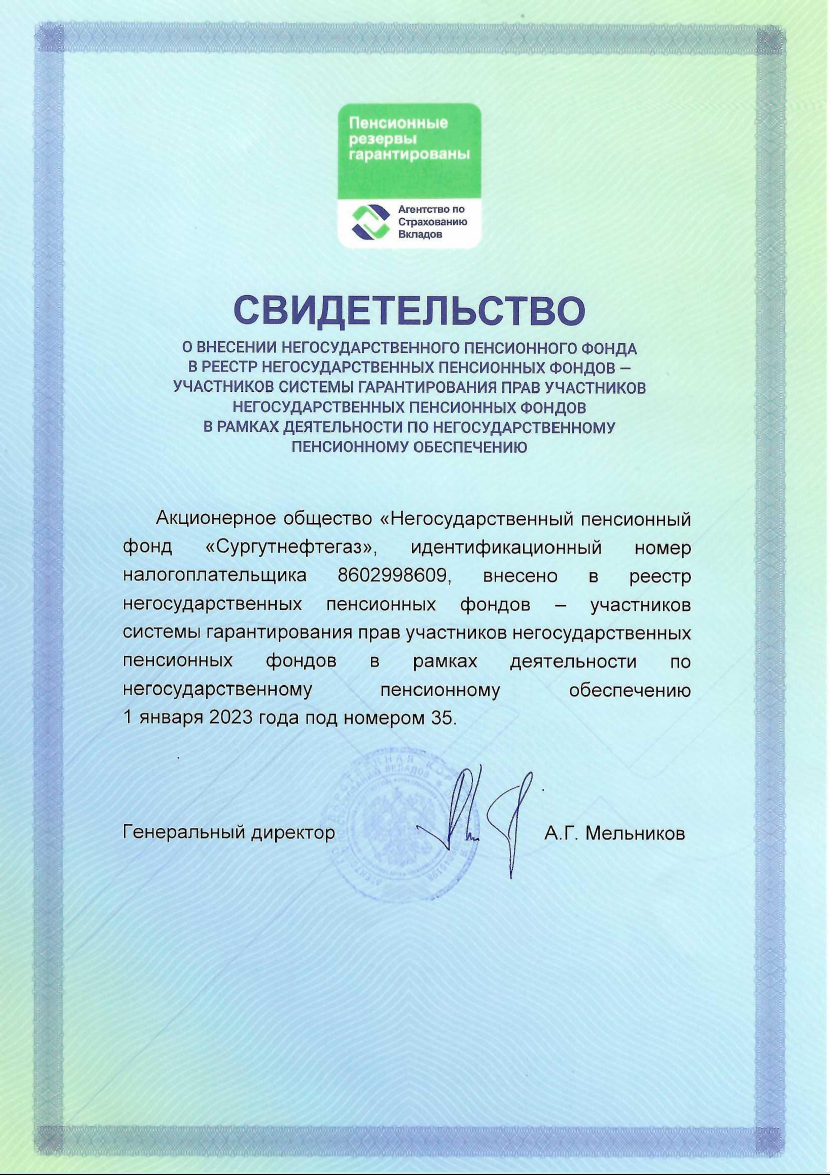 Пенсионные
резервы
гарантированы
Агентство по
Страхованию
Вкладов
СВИДЕТЕЛЬСТВО
О ВНЕСЕНИИ НЕГОСУДАРСТВЕННОГО ПЕНСИОННОГО ФОНДА
В РЕЕСТР НЕГОСУДАРСТВЕННЫХ ПЕНСИОННЫХ ФОНДОВ –
УЧАСТНИКОВ СИСТЕМЫ ГАРАНТИРОВАНИЯ ПРАВ УЧАСТНИКОВ
НЕГОСУДАРСТВЕННЫХ ПЕНСИОННЫХ ФОНДОВ
В РАМКАХ ДЕЯТЕЛЬНОСТИ ПО НЕГОСУДАРСТВЕННОМУ
ПЕНСИОННОМУ ОБЕСПЕЧЕНИЮ
Акционерное общество «Негосударственный пенсионный
фонд «Сургутнефтегаз», идентификационный номер
налогоплательщика 8602998609, внесено в реестр
негосударственных пенсионных фондов – участников
системы гарантирования прав участников негосударственных
пенсионных фондов в рамках деятельности по
негосударственному пенсионному обеспечению
1 января 2023 года под номером 35.
Генеральный директор
А.Г. Мельников